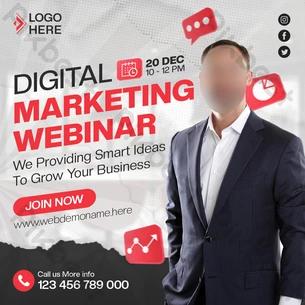 LOGO
HERE
DIGITAL
20 DEC
10 - 12 PM
MARKETING
WEBINAR
We Providing Smart Ideas
To Grow Your Business
JOIN NOW
www.webdemoname.here
Call us More info
123 456 789 000